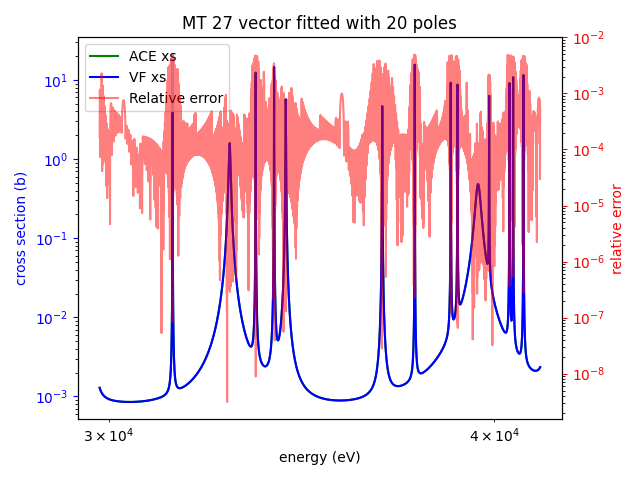 MT 27 vector fitted with 20 poles
ACE xs
VF xs
Relative error
10¹
10⁰
10⁻¹
10⁻²
10⁻³
cross section (b)
10⁻²
10⁻³
10⁻⁴
10⁻⁵
10⁻⁶
10⁻⁷
10⁻⁸
relative error
3 × 10⁴
4 × 10⁴
energy (eV)